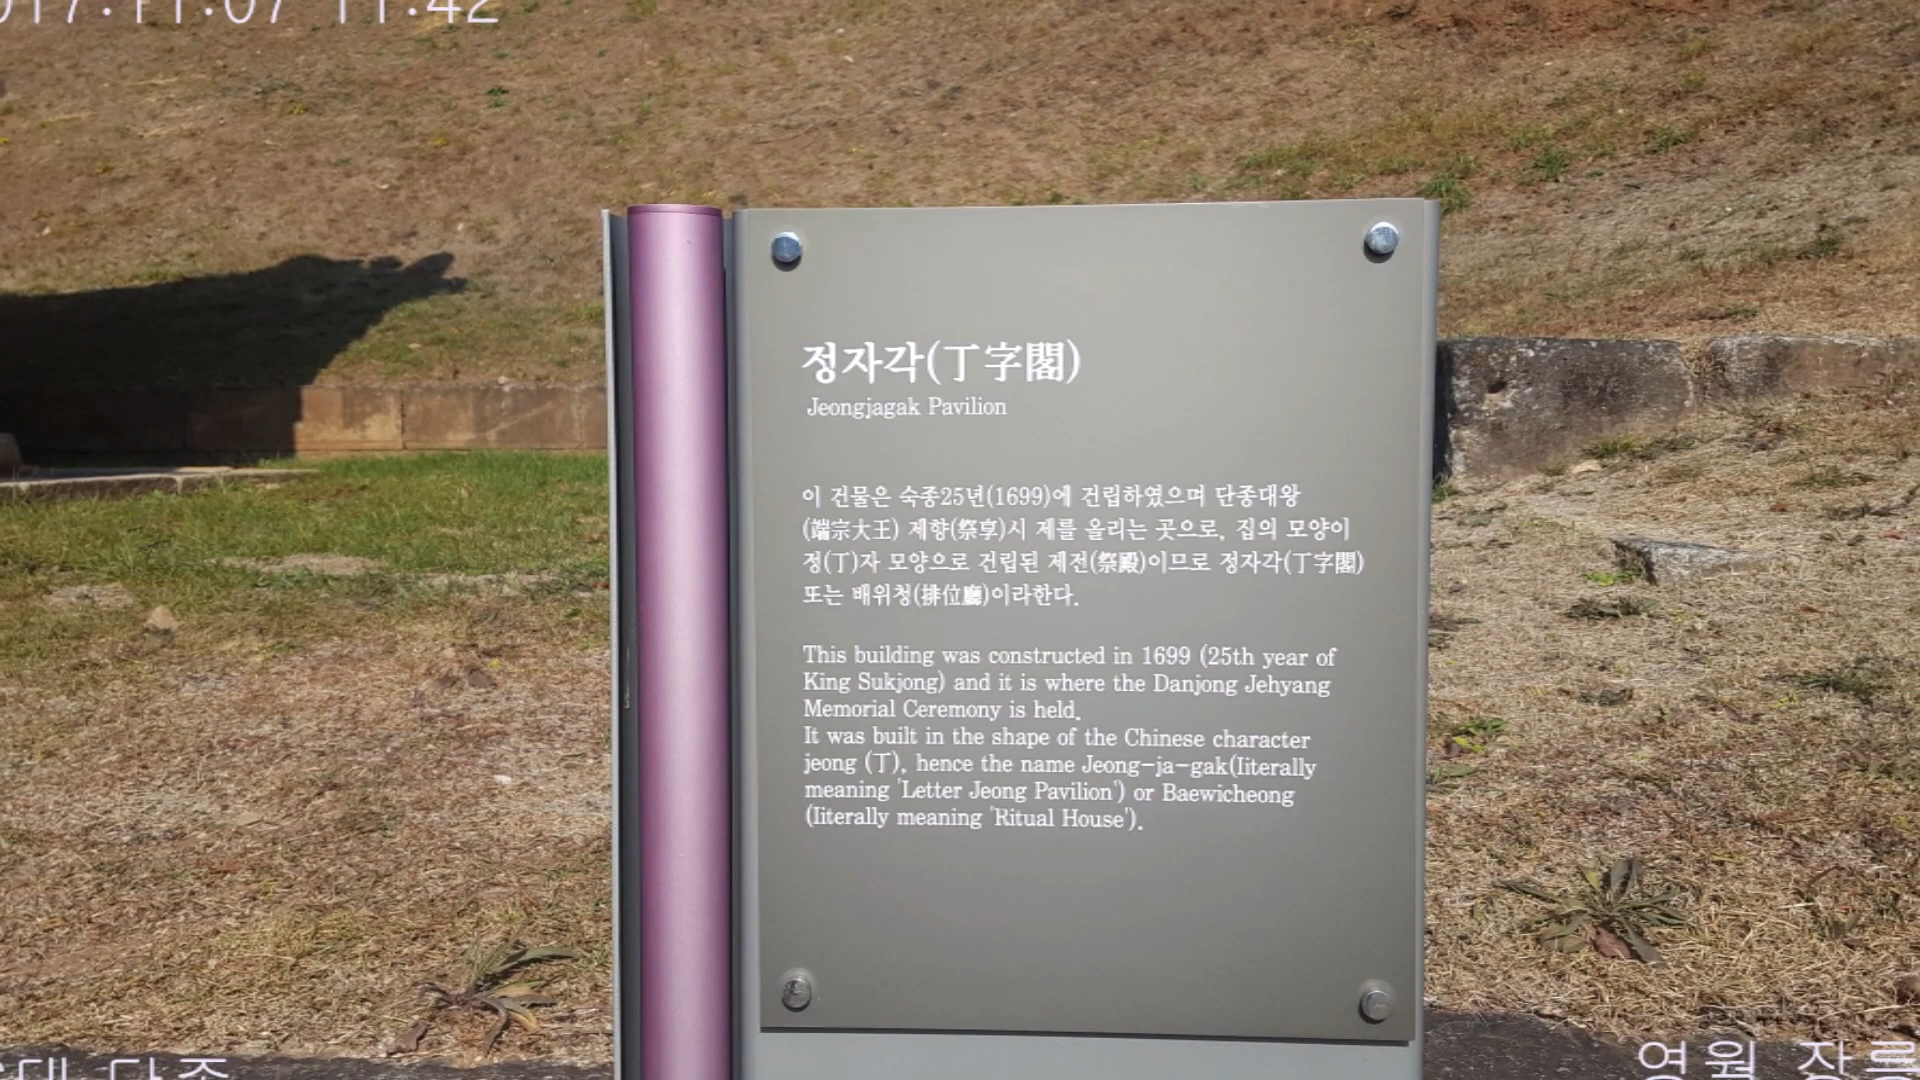 정자각(丁字閣)
Jeongjagak Pavilion
이 건물은 숙종25년(1699)에 건립하였으며 단종대왕
(端宗大王) 제향(祭享)시 제를 올리는 곳으로, 집의 모양이
정(丁)자 모양으로 건립된 제전(祭殿)이므로 정자각(丁字閣)
또는 배위청(排位廳)이라한다.
This building was constructed in 1699 (25th year of
King Sukjong) and it is where the Danjong Jehyang
Memorial Ceremony is held.
It was built in the shape of the Chinese character
jeong (丁), hence the name Jeong-ja-gak(literally
meaning 'Letter Jeong Pavilion') or Baewicheong
(literally meaning 'Ritual House').
영월 장릉